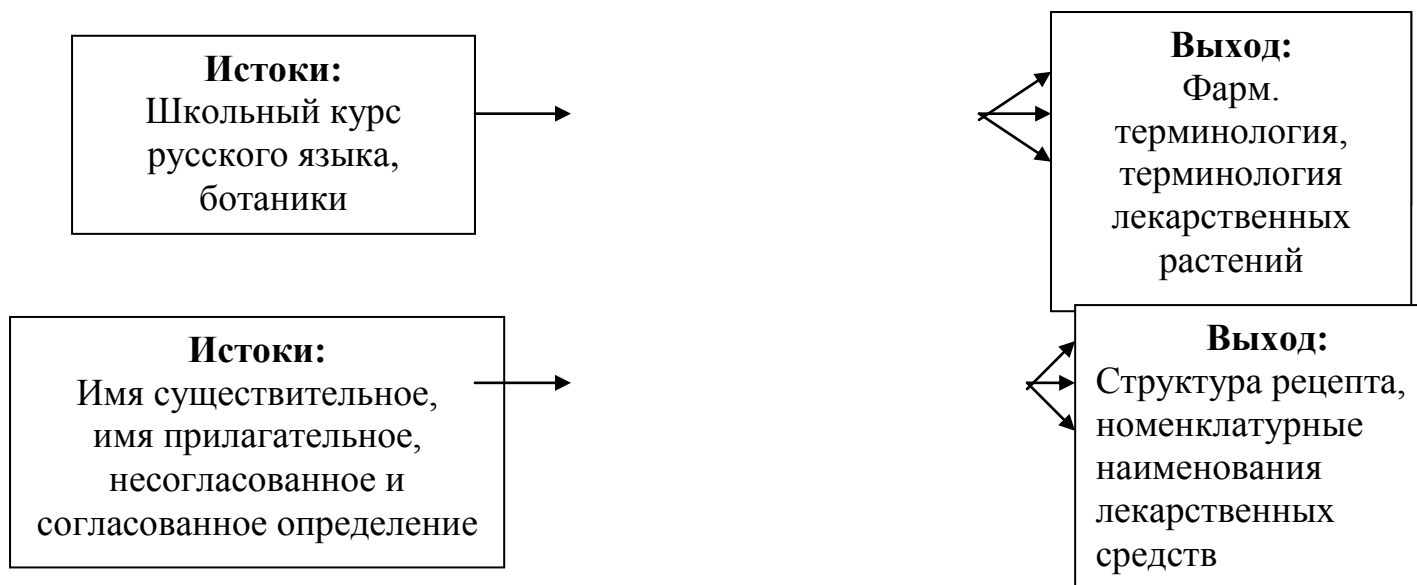 Истоки:
Школьный курс
русского языка,
ботаники
Выход:
Фарм.
терминология,
терминология
лекарственных
растений
Истоки:
Имя существительное,
имя прилагательное,
несогласованное и
согласованное определение
Выход:
Структура рецепта,
номенклатурные
наименования
лекарственных
средств